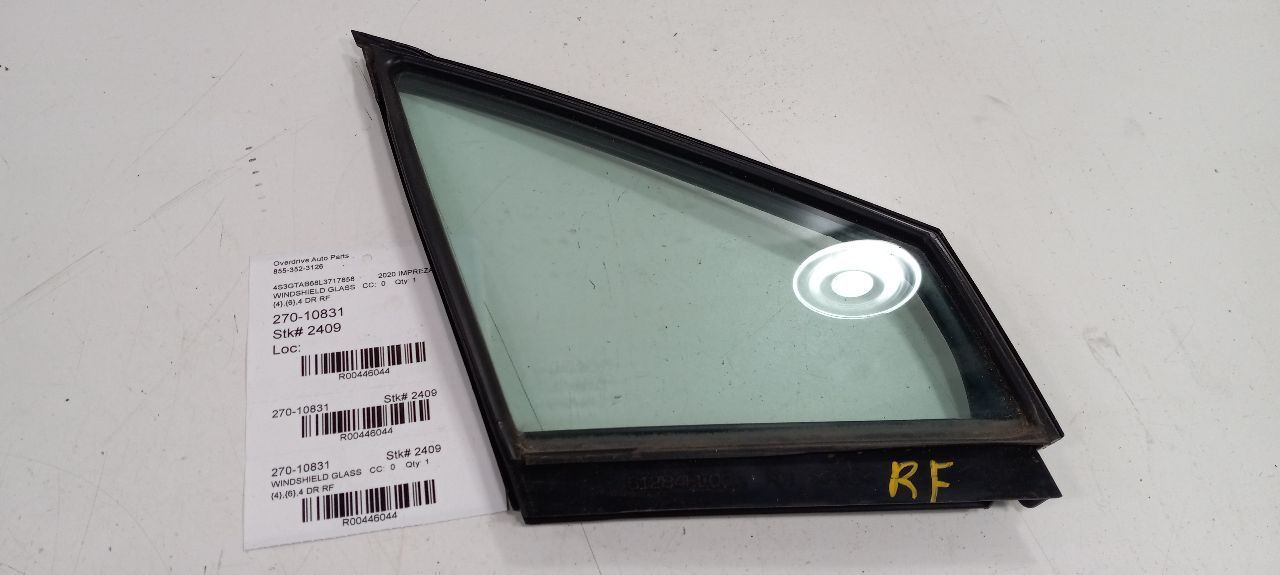 Overdrive Auto Parts
855-352-3126
4S3GTAB68L3717858 2020 IMPREZA
WINDSHIELD GLASS CC: 0 Qty: 1
(4),(6),4 DR RF
270-10831
Stk# 2409
Loc:
R00446044
270-10831 Stk# 2409
R00446044
270-10831 Stk# 2409
WINDSHIELD GLASS CC: 0 Qty: 1
(4),(6),4 DR RF
R00446044
RF